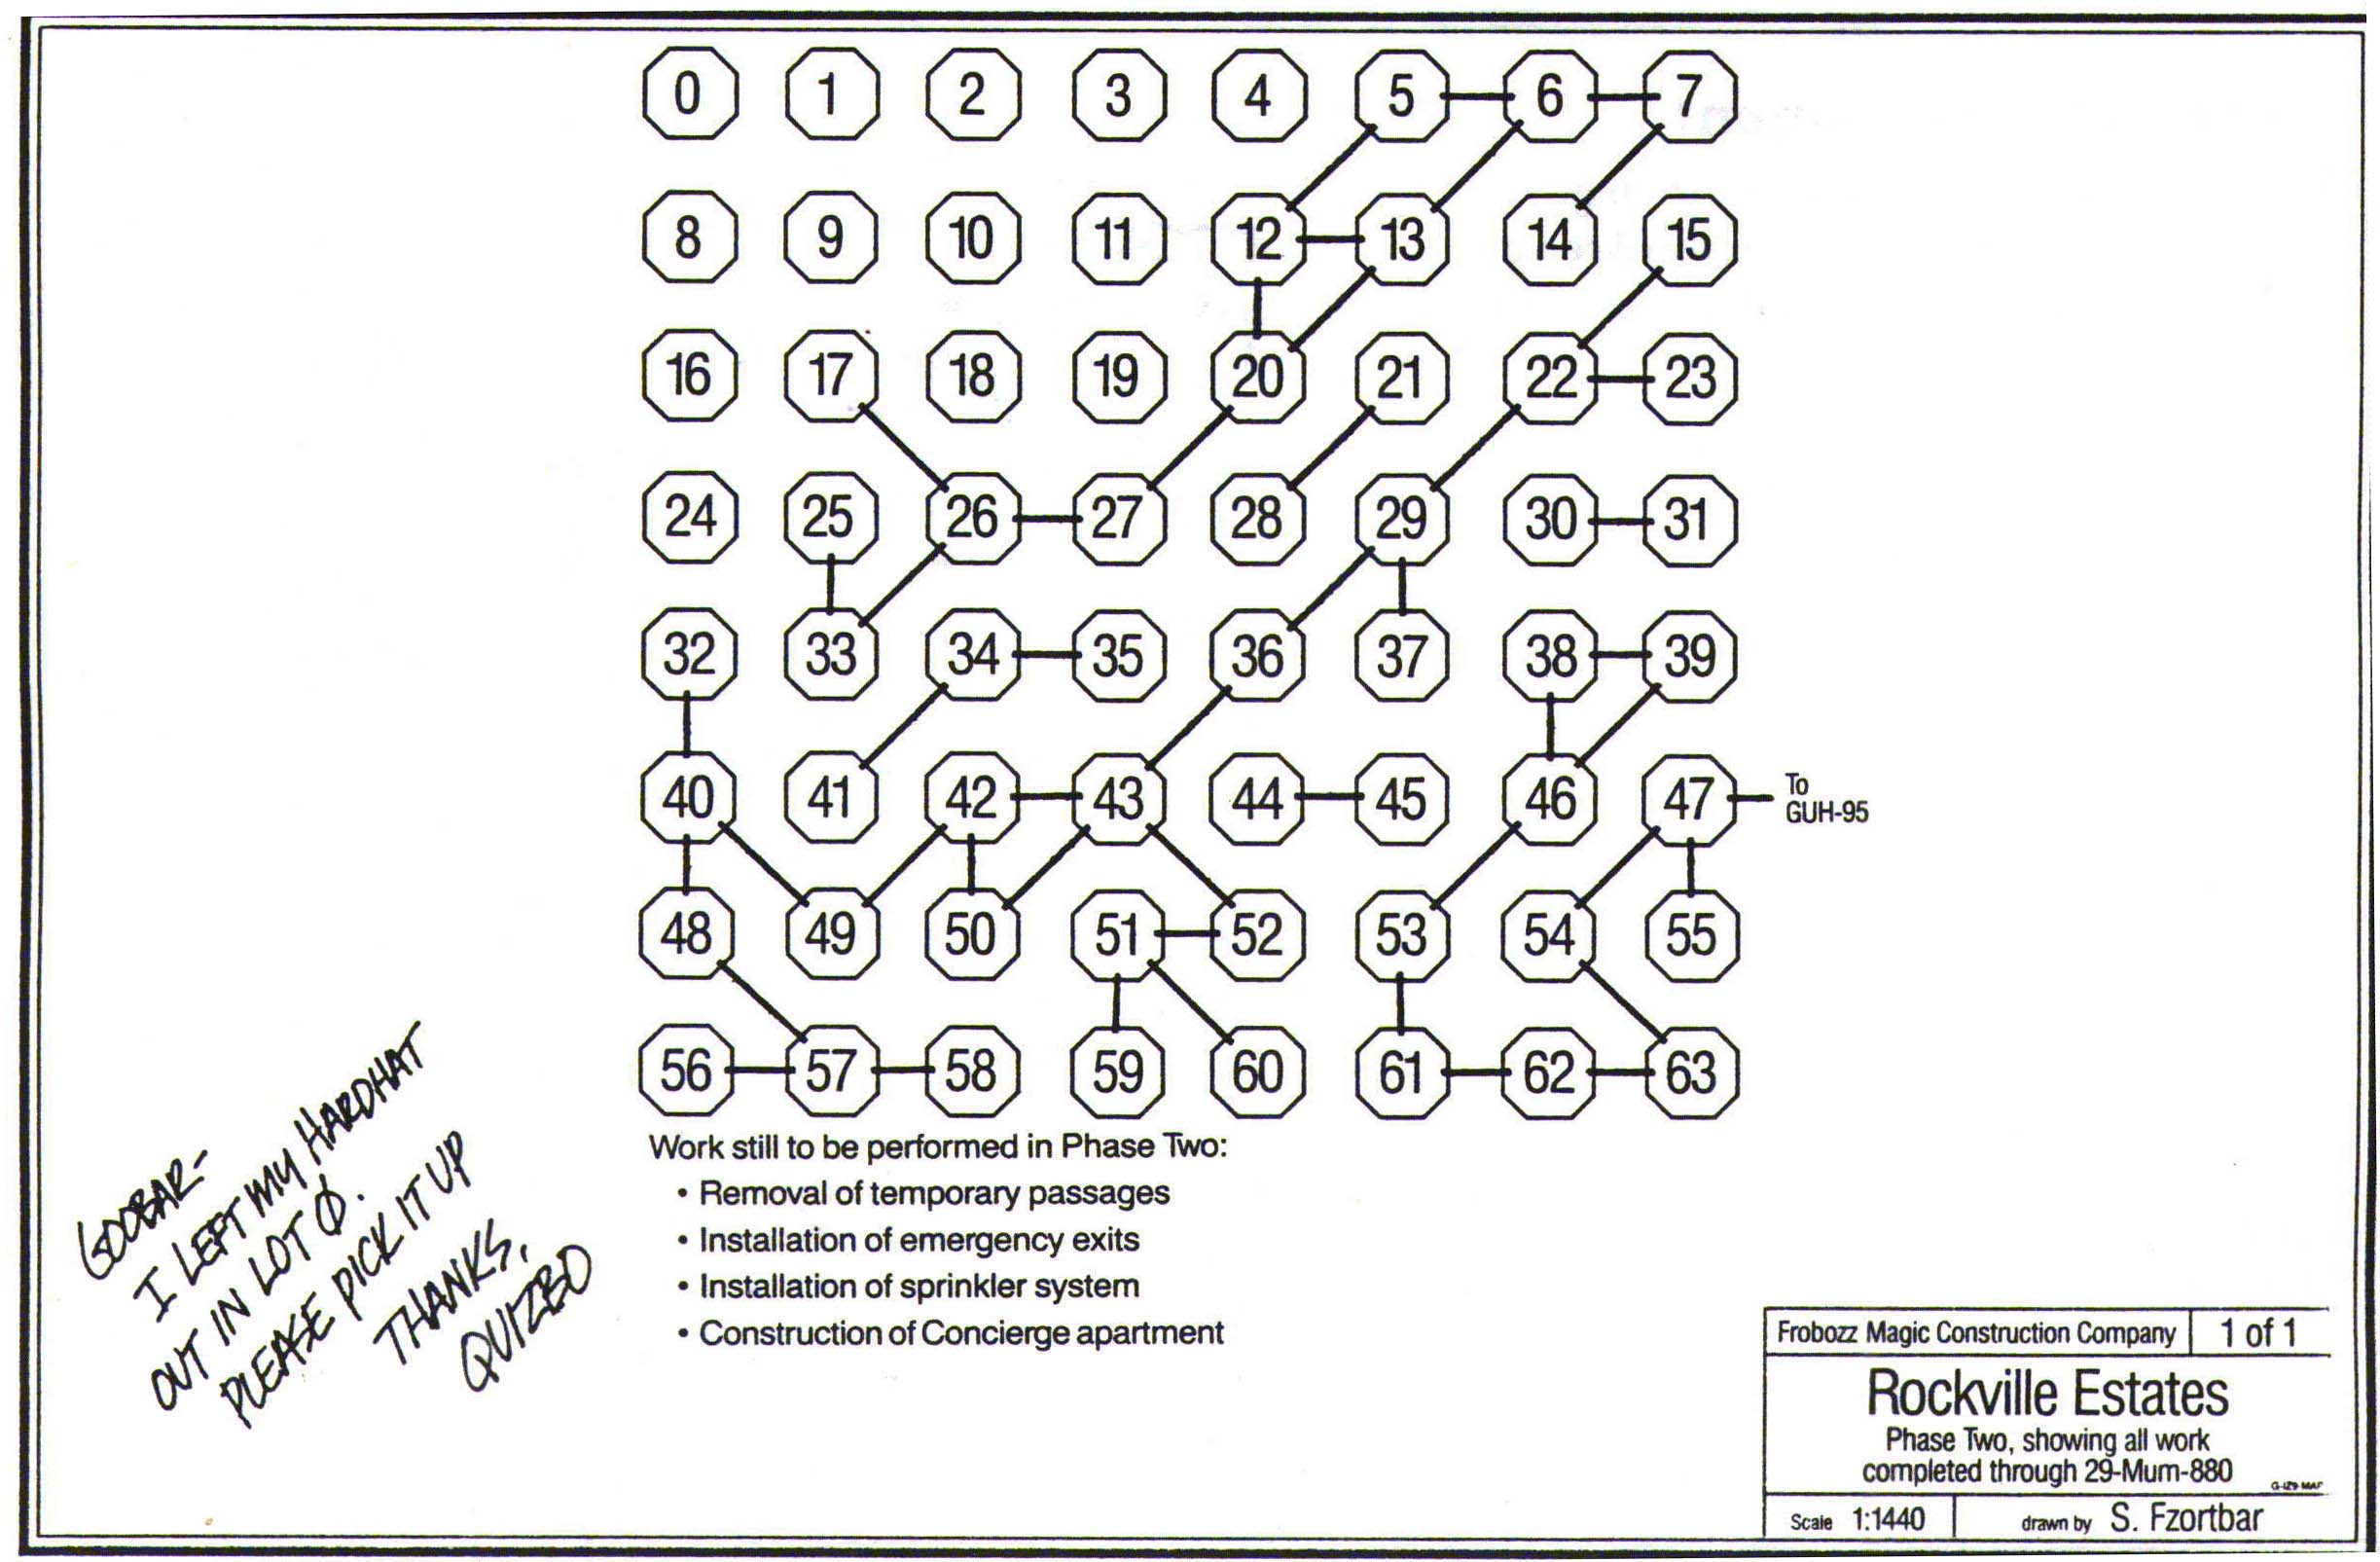 0 1 2 3 4 5 6 7
8 9 10 11 12 13 14 15
16 17 18 19 20 21 22 23
24 25 26 27 28 29 30 31
32 33 34 35 36 37 38 39
40 41 42 43 44 45 46 47
To
GUH-95
48 49 50 51 52 53 54 55
56 57 58 59 60 61 62 63
GOOBAR-
I LEFT MY HARDHAT
OUT IN LOT Ø.
PLEASE PICK IT UP
THANKS,
QUIZBO
Work still to be performed in Phase Two:
• Removal of temporary passages
• Installation of emergency exits
• Installation of sprinkler system
• Construction of Concierge apartment
Frobozz Magic Construction Company 1 of 1
Rockville Estates
Phase Two, showing all work
completed through 29-Mum-880
Scale 1:1440 drawn by S. Fzortbar